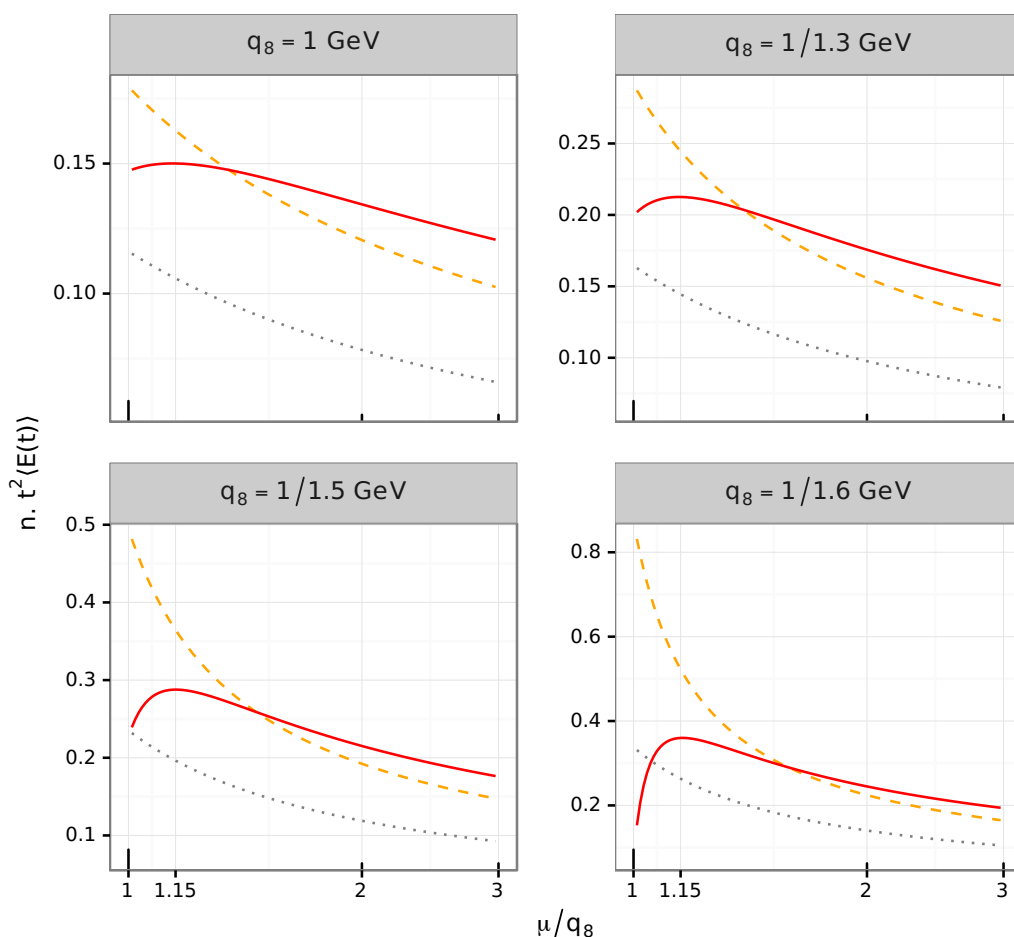 q₈ = 1 GeV
q₈ = 1/1.3 GeV
0.15
0.10
0.25
0.20
0.15
0.10
n. t²⟨E(t)⟩
q₈ = 1/1.5 GeV
q₈ = 1/1.6 GeV
0.5
0.4
0.3
0.2
0.1
0.8
0.6
0.4
0.2
1 1.15 2 3
1 1.15 2 3
μ/q₈